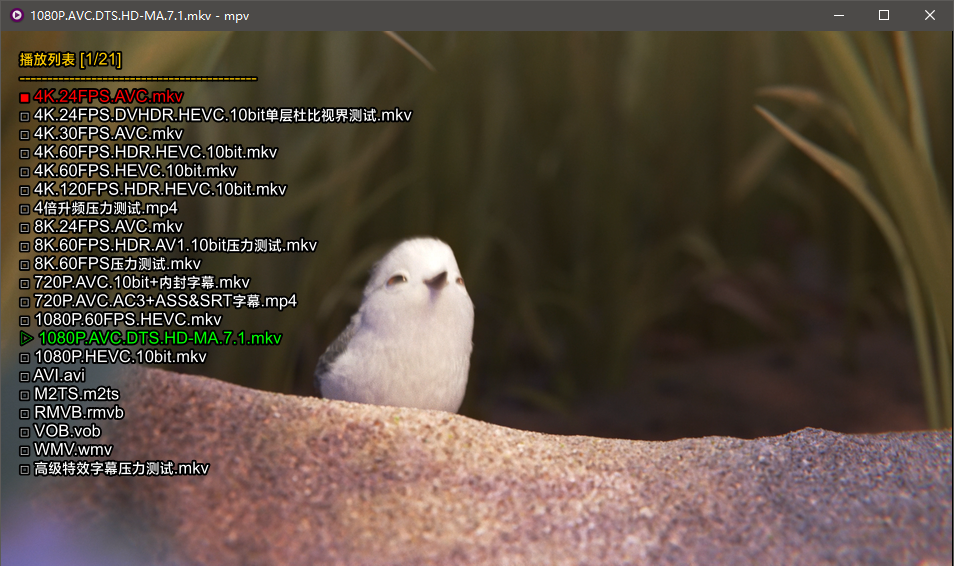 1080P.AVC.DTS.HD-MA.7.1.mkv - mpv
播放列表 [1/21]
-------------------------------------------
4K.24FPS.AVC.mkv
4K.24FPS.DVHDR.HEVC.10bit单层杜比视界测试.mkv
4K.30FPS.AVC.mkv
4K.60FPS.HDR.HEVC.10bit.mkv
4K.60FPS.HEVC.10bit.mkv
4K.120FPS.HDR.HEVC.10bit.mkv
4倍升频压力测试.mp4
8K.24FPS.AVC.mkv
8K.60FPS.HDR.AV1.10bit压力测试.mkv
8K.60FPS压力测试.mkv
720P.AVC.10bit+内封字幕.mkv
720P.AVC.AC3+ASS&SRT字幕.mp4
1080P.60FPS.HEVC.mkv
1080P.AVC.DTS.HD-MA.7.1.mkv
1080P.HEVC.10bit.mkv
AVI.avi
M2TS.m2ts
RMVB.rmvb
VOB.vob
WMV.wmv
高级特效字幕压力测试.mkv